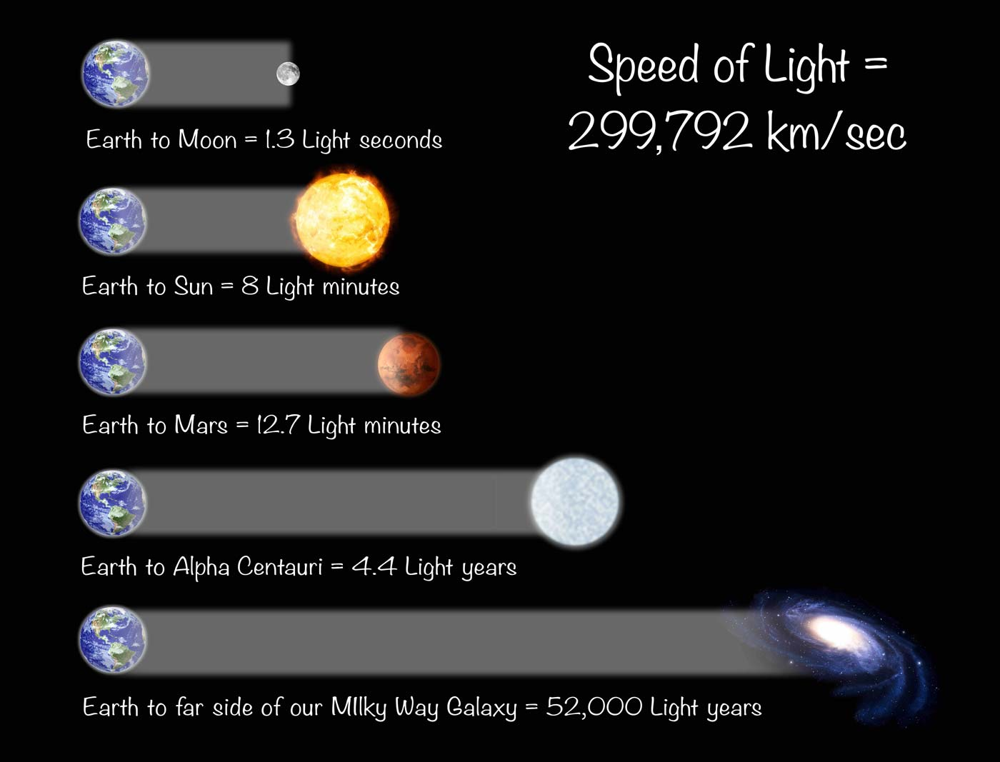 Speed of Light =
299,792 km/sec
Earth to Moon = 1.3 Light seconds
Earth to Sun = 8 Light minutes
Earth to Mars = 12.7 Light minutes
Earth to Alpha Centauri = 4.4 Light years
Earth to far side of our MIlky Way Galaxy = 52,000 Light years